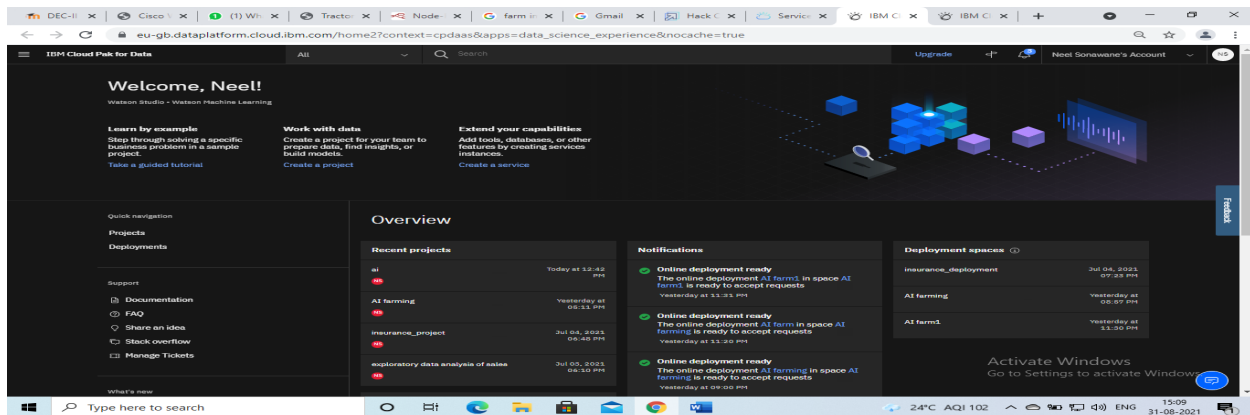 DEC-II
Cisco
(1) Wh
Tractor
Node-
farm in
Gmail
Hack C
Service
IBM Cl
IBM Cl
eu-gb.dataplatform.cloud.ibm.com/home2?context=cpdaas&apps=data_science_experience&nocache=true
IBM Cloud Pak for Data
All
Search
Upgrade
Neel Sonawane's Account
NS
Welcome, Neel!
Watson Studio - Watson Machine Learning
Learn by example
Step through solving a specific
business problem in a sample
project.
Take a guided tutorial
Work with data
Create a project for your team to
prepare data, find insights, or
build models.
Create a project
Extend your capabilities
Add tools, databases, or other
features by creating services
instances.
Create a service
Feedback
Quick navigation
Projects
Deployments
Support
Documentation
FAQ
Share an idea
Stack overflow
Manage Tickets
What's new
Overview
Recent projects
ai
Today at 12:42
PM
NS
AI farming
Yesterday at
05:11 PM
NS
insurance_project
Jul 04, 2021
06:48 PM
NS
exploratory data analysis of sales
Jul 03, 2021
06:10 PM
NS
Notifications
Online deployment ready
The online deployment AI farm1 in space AI
farm1 is ready to accept requests
Yesterday at 11:31 PM
Online deployment ready
The online deployment AI farm in space AI
farming is ready to accept requests
Yesterday at 11:20 PM
Online deployment ready
The online deployment AI farming in space AI
farming is ready to accept requests
Yesterday at 09:00 PM
Deployment spaces
insurance_deployment
Jul 04, 2021
07:23 PM
AI farming
Yesterday at
08:57 PM
AI farm1
Yesterday at
11:30 PM
Activate Windows
Go to Settings to activate Windows
Type here to search
24°C AQI 102
ENG
15:09
31-08-2021